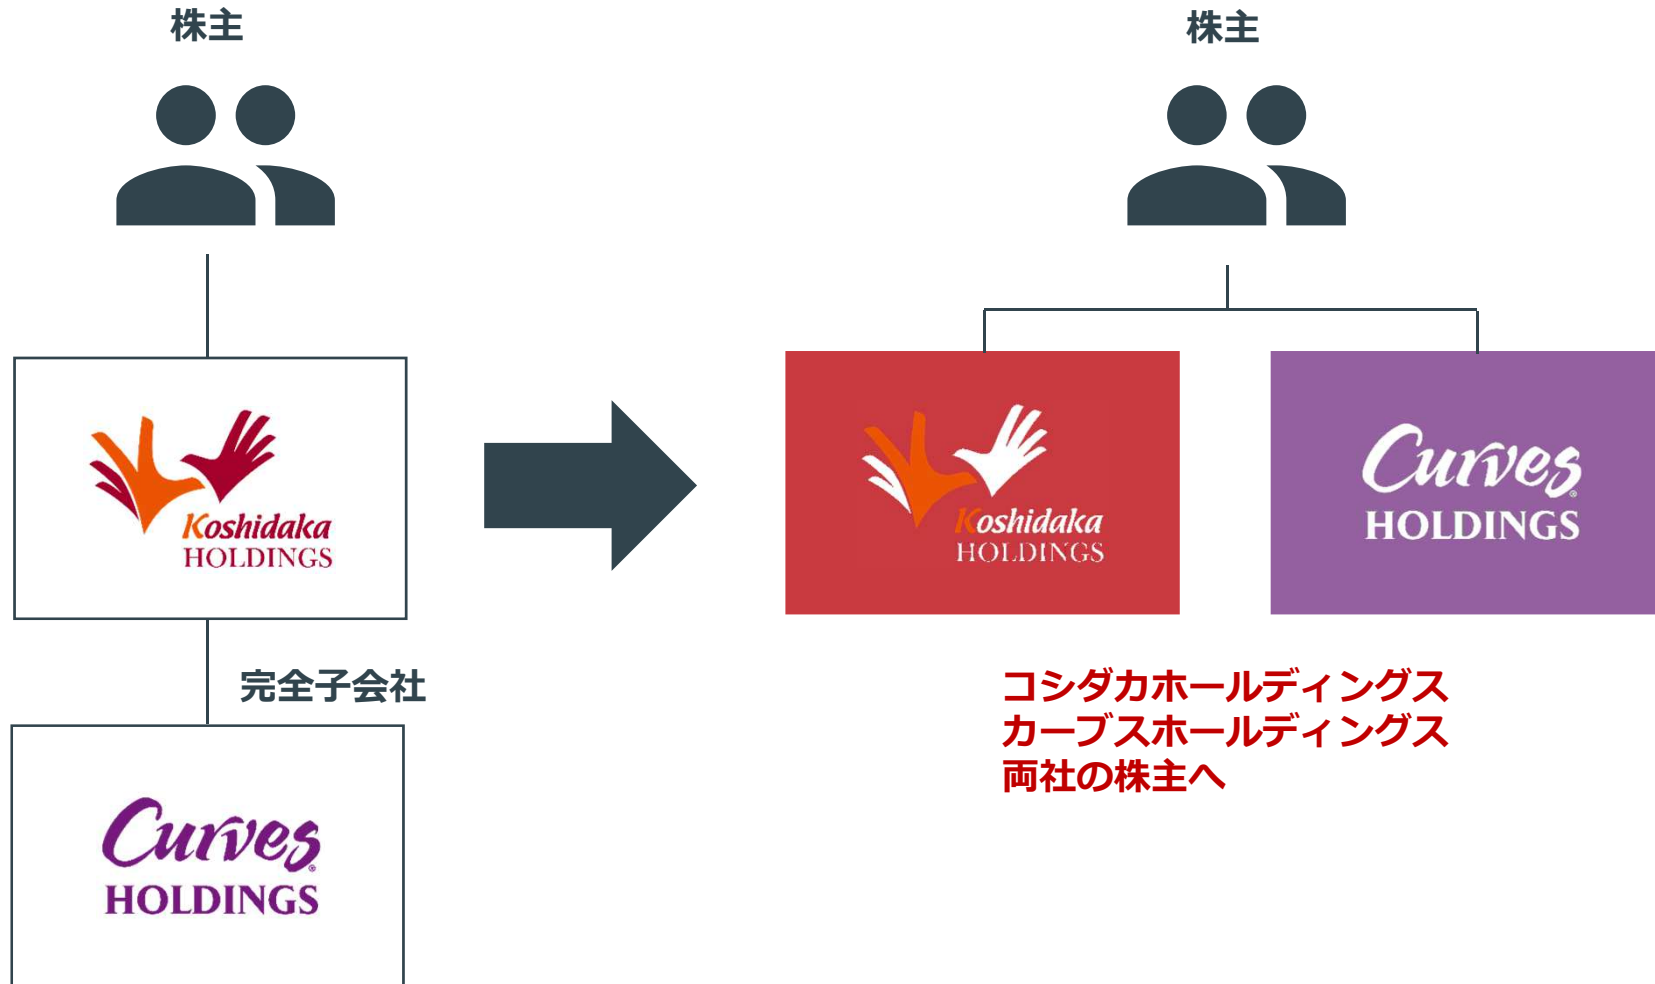 株主
Koshidaka
HOLDINGS
完全子会社
Curves
HOLDINGS
株主
Koshidaka
HOLDINGS
Curves
HOLDINGS
コシダカホールディングス
カーブスホールディングス
両社の株主へ